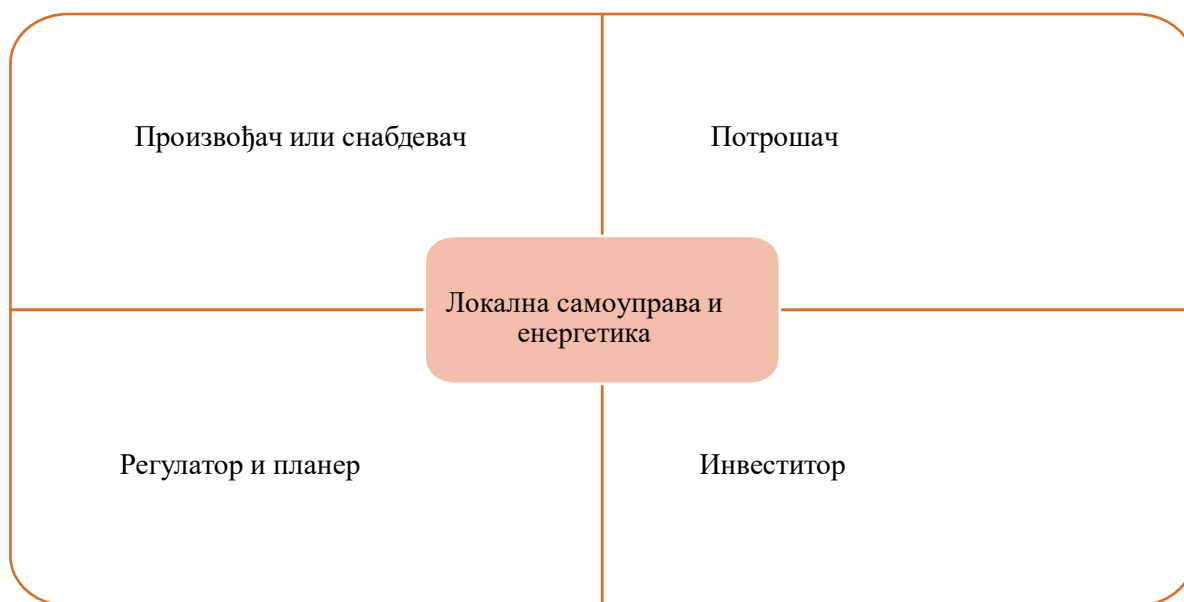 Произвођач или снабдевач
Потрошач
Локална самоуправа и
енергетика
Регулатор и планер
Инвеститор